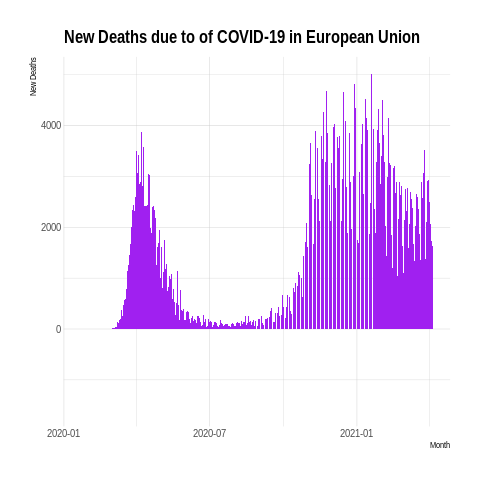 New Deaths due to of COVID-19 in European Union
New Deaths
4000
2000
0
2020-01
2020-07
2021-01
Month